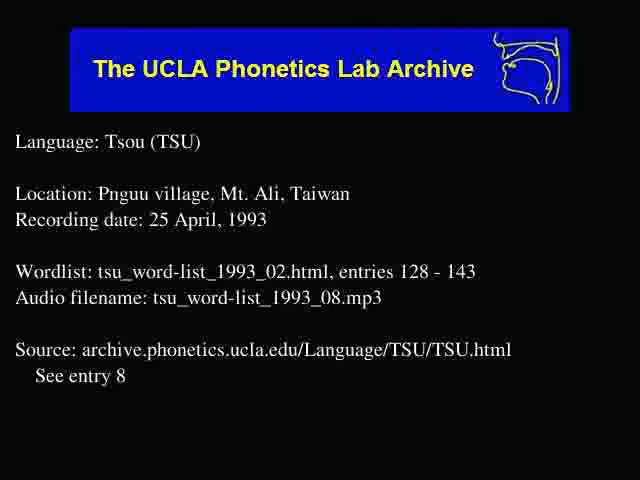 The UCLA Phonetics Lab Archive
Language: Tsou (TSU)
Location: Pnguu village, Mt. Ali, Taiwan
Recording date: 25 April, 1993
Wordlist: tsu_word-list_1993_02.html, entries 128 - 143
Audio filename: tsu_word-list_1993_08.mp3
Source: archive.phonetics.ucla.edu/Language/TSU/TSU.html
See entry 8